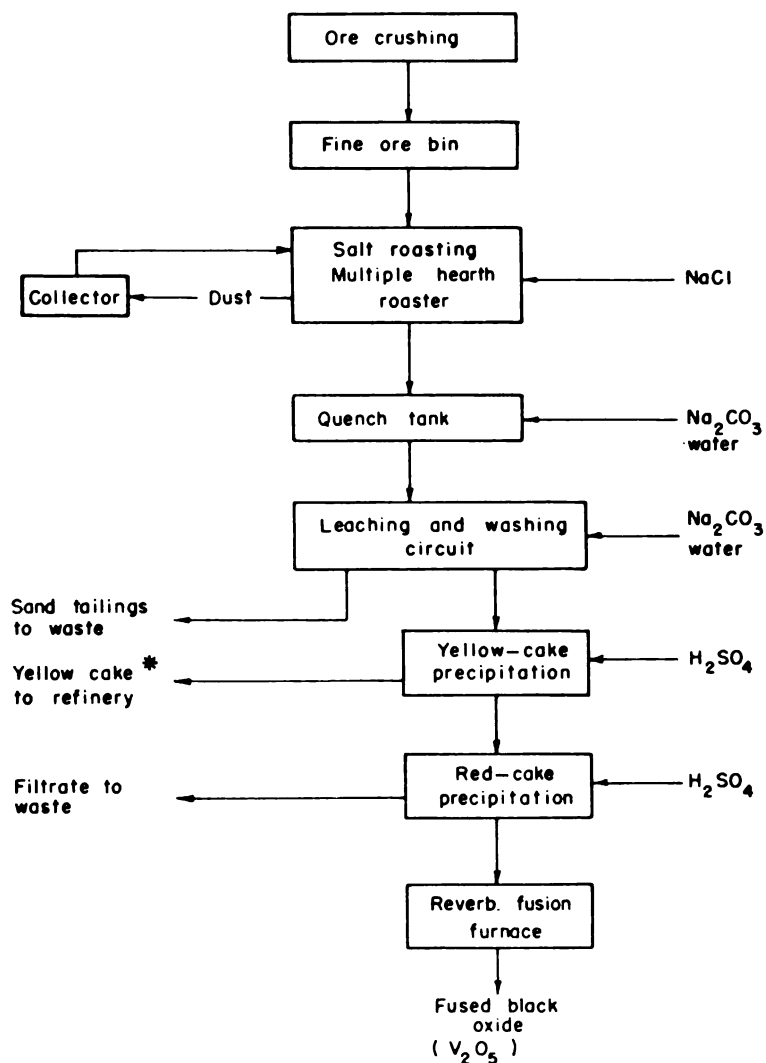 Ore crushing
Fine ore bin
Salt roasting
Multiple hearth
roaster
Collector
Dust
NaCl
Quench tank
Na₂CO₃
water
Leaching and washing
circuit
Na₂CO₃
water
Sand tailings
to waste
Yellow-cake
precipitation
H₂SO₄
Yellow cake *
to refinery
Red-cake
precipitation
H₂SO₄
Filtrate to
waste
Reverb. fusion
furnace
Fused black
oxide
( V₂O₅ )